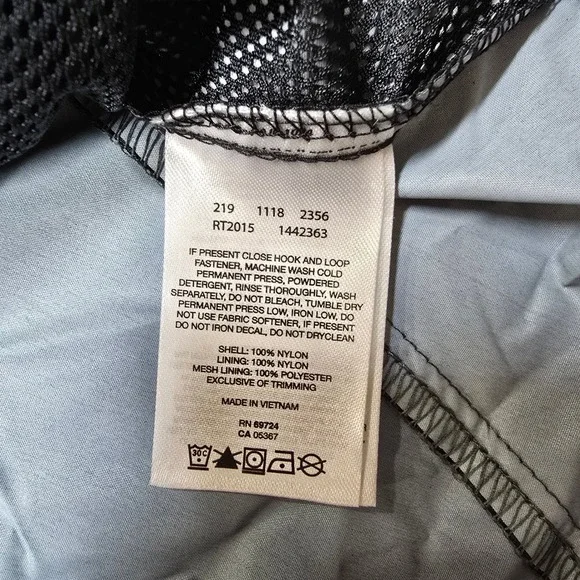 219 1118 2356
RT2015 1442363
IF PRESENT CLOSE HOOK AND LOOP
FASTENER, MACHINE WASH COLD
PERMANENT PRESS, POWDERED
DETERGENT, RINSE THOROUGHLY, WASH
SEPARATELY, DO NOT BLEACH, TUMBLE DRY
PERMANENT PRESS LOW, IRON LOW, DO
NOT USE FABRIC SOFTENER, IF PRESENT
DO NOT IRON DECAL, DO NOT DRYCLEAN
SHELL: 100% NYLON
LINING: 100% NYLON
MESH LINING: 100% POLYESTER
EXCLUSIVE OF TRIMMING
MADE IN VIETNAM
RN 69724
CA 05367
30C